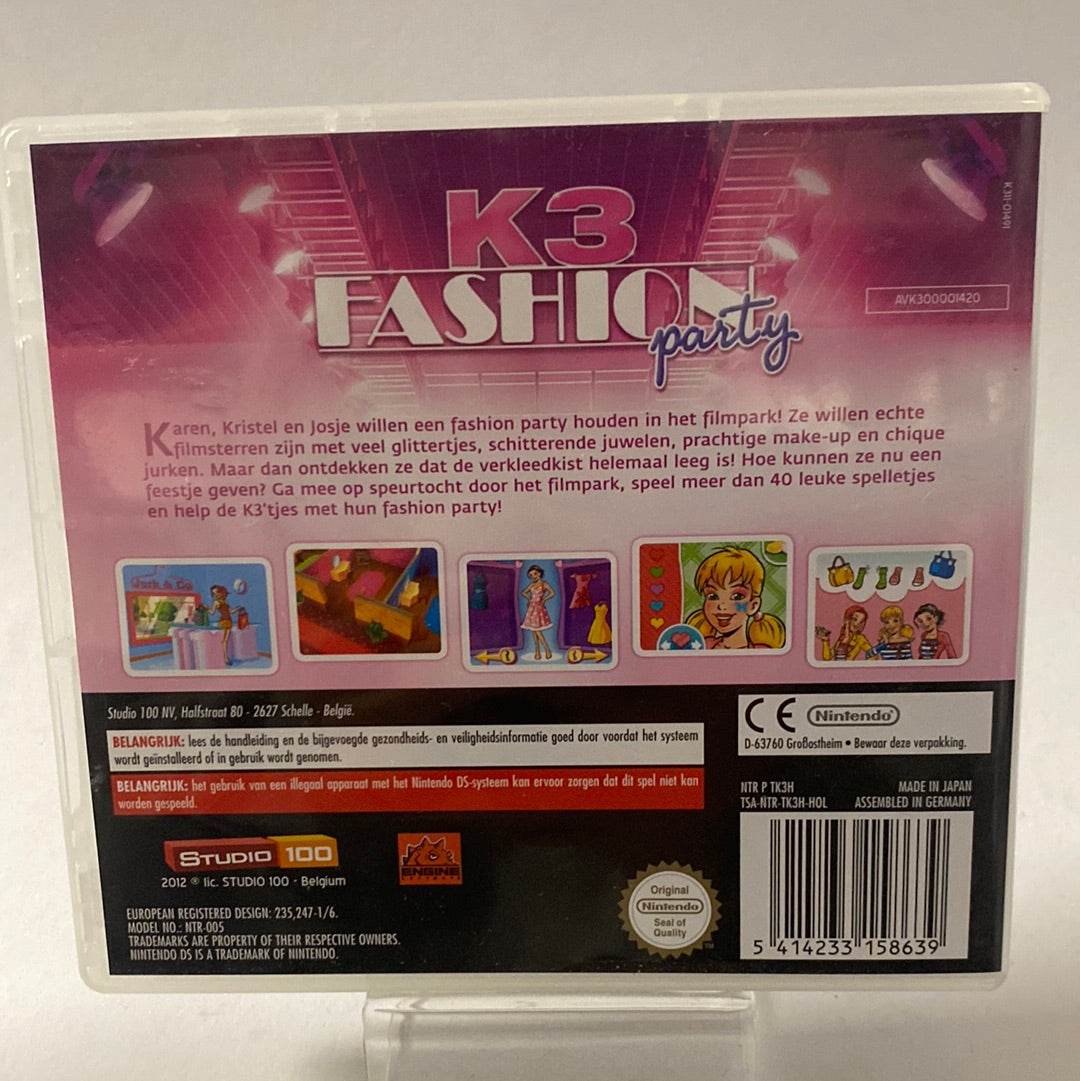 K3
FASHION
party
K311-01491
AVK300001420
Karen, Kristel en Josje willen een fashion party houden in het filmpark! Ze willen echte
filmsterren zijn met veel glittertjes, schitterende juwelen, prachtige make-up en chique
jurken. Maar dan ontdekken ze dat de verkleedkist helemaal leeg is! Hoe kunnen ze nu een
feestje geven? Ga mee op speurtocht door het filmpark, speel meer dan 40 leuke spelletjes
en help de K3'tjes met hun fashion party!
Studio 100 NV, Halfstraat 80 - 2627 Schelle - België.
BELANGRIJK: lees de handleiding en de bijgevoegde gezondheids- en veiligheidsinformatie goed door voordat het systeem
wordt geïnstalleerd of in gebruik wordt genomen.
BELANGRIJK: het gebruik van een illegaal apparaat met het Nintendo DS-systeem kan ervoor zorgen dat dit spel niet kan
worden gespeeld.
CE Nintendo
D-63760 Großostheim • Bewaar deze verpakking.
NTR P TK3H MADE IN JAPAN
TSA-NTR-TK3H-HOL ASSEMBLED IN GERMANY
STUDIO 100
2012 ® lic. STUDIO 100 - Belgium
ENGINE
SOFTWARE
EUROPEAN REGISTERED DESIGN: 235,247-1/6.
MODEL NO.: NTR-005
TRADEMARKS ARE PROPERTY OF THEIR RESPECTIVE OWNERS.
NINTENDO DS IS A TRADEMARK OF NINTENDO.
Original
Nintendo
Seal of
Quality
TM
5 414233 158639